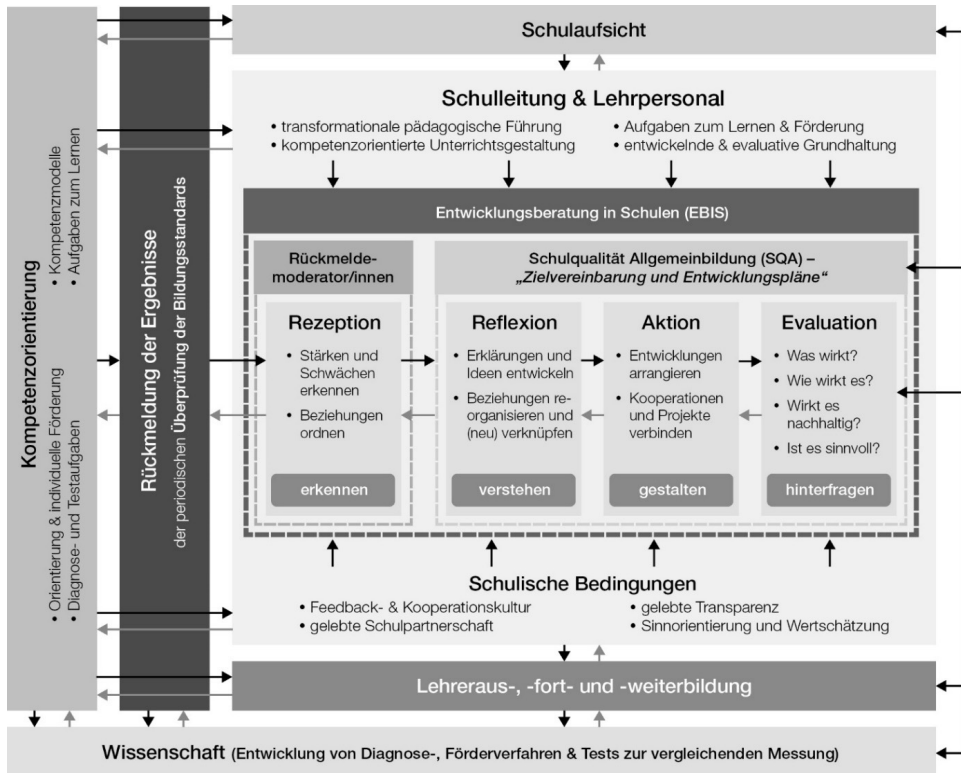 Kompetenzorientierung
• Orientierung & individuelle Förderung
• Diagnose- und Testaufgaben
• Kompetenzmodelle
• Aufgaben zum Lernen
Rückmeldung der Ergebnisse
der periodischen Überprüfung der Bildungsstandards
Schulaufsicht
Schulleitung & Lehrpersonal
• transformationale pädagogische Führung
• kompetenzorientierte Unterrichtsgestaltung
• Aufgaben zum Lernen & Förderung
• entwickelnde & evaluative Grundhaltung
Entwicklungsberatung in Schulen (EBIS)
Rückmelde-
moderator/innen
Schulqualität Allgemeinbildung (SQA) –
„Zielvereinbarung und Entwicklungspläne“
Rezeption
• Stärken und
Schwächen
erkennen
• Beziehungen
ordnen
erkennen
Reflexion
• Erklärungen und
Ideen entwickeln
• Beziehungen re-
organisieren und
(neu) verknüpfen
verstehen
Aktion
• Entwicklungen
arrangieren
• Kooperationen
und Projekte
verbinden
gestalten
Evaluation
• Was wirkt?
• Wie wirkt es?
• Wirkt es
nachhaltig?
• Ist es sinnvoll?
hinterfragen
Schulische Bedingungen
• Feedback- & Kooperationskultur
• gelebte Schulpartnerschaft
• gelebte Transparenz
• Sinnorientierung und Wertschätzung
Lehreraus-, -fort- und -weiterbildung
Wissenschaft (Entwicklung von Diagnose-, Förderverfahren & Tests zur vergleichenden Messung)